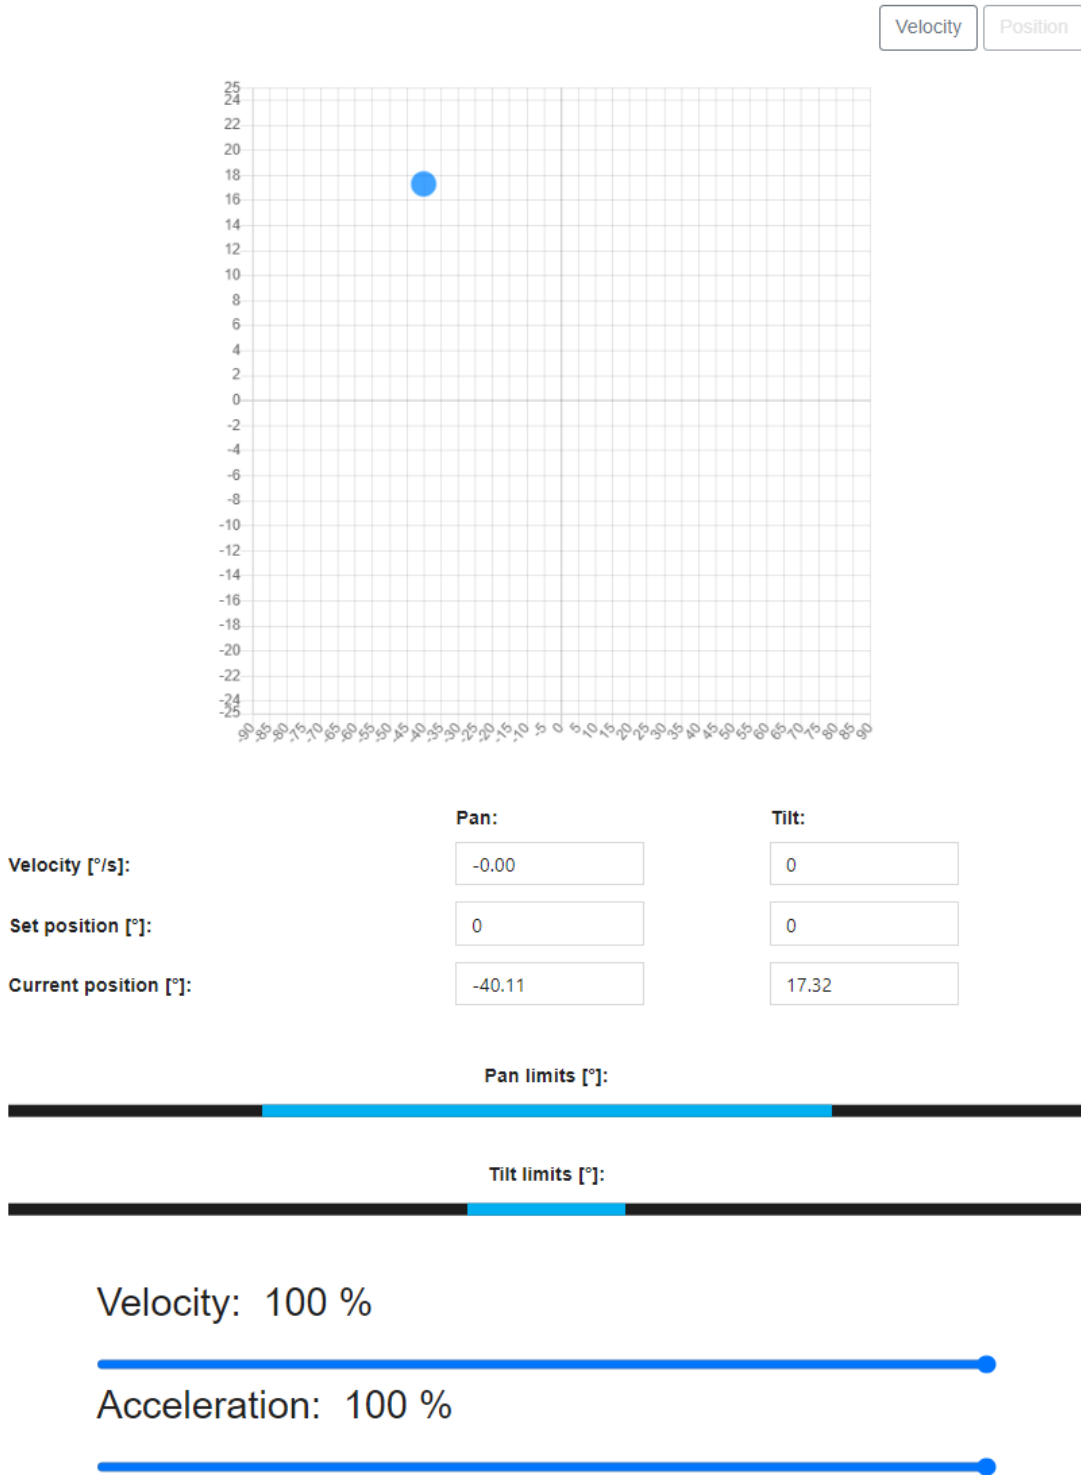 Velocity Position
25
24
22
20
18
16
14
12
10
8
6
4
2
0
-2
-4
-6
-8
-10
-12
-14
-16
-18
-20
-22
-24
-25
-90 -85 -80 -75 -70 -65 -60 -55 -50 -45 -40 -35 -30 -25 -20 -15 -10 -5 0 5 10 15 20 25 30 35 40 45 50 55 60 65 70 75 80 85 90
Pan: Tilt:
Velocity [°/s]: -0.00 0
Set position [°]: 0 0
Current position [°]: -40.11 17.32
Pan limits [°]:
Tilt limits [°]:
Velocity: 100 %
Acceleration: 100 %